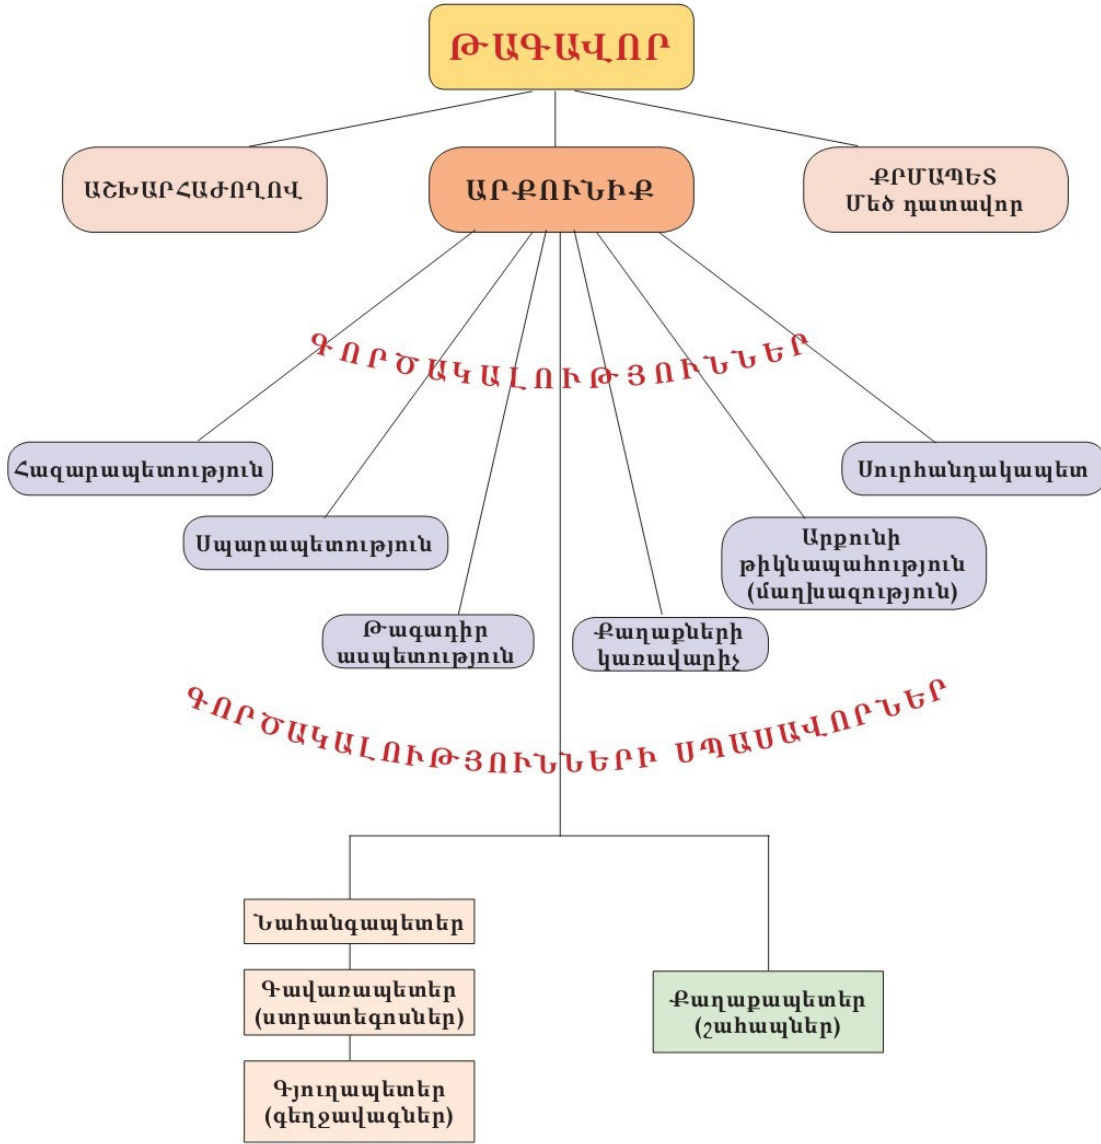 ԹԱԳԱՎՈՐ
ԱՇԽԱՐՀԱԺՈՂՈՎ
ԱՐՔՈՒՆԻՔ
ՔՐՄԱՊԵՏ
Մեծ դատավոր
ԳՈՐԾԱԿԱԼՈՒԹՅՈՒՆՆԵՐ
Հազարապետություն
Սպարապետություն
Թագադիր
ասպետություն
Քաղաքների
կառավարիչ
Արքունի
թիկնապահություն
(մաղխազություն)
Սուրհանդակապետ
ԳՈՐԾԱԿԱԼՈՒԹՅՈՒՆՆԵՐԻ ՍՊԱՍԱՎՈՐՆԵՐ
Նահանգապետեր
Գավառապետեր
(ստրատեգոսներ)
Գյուղապետեր
(գեղջավագներ)
Քաղաքապետեր
(շահապներ)